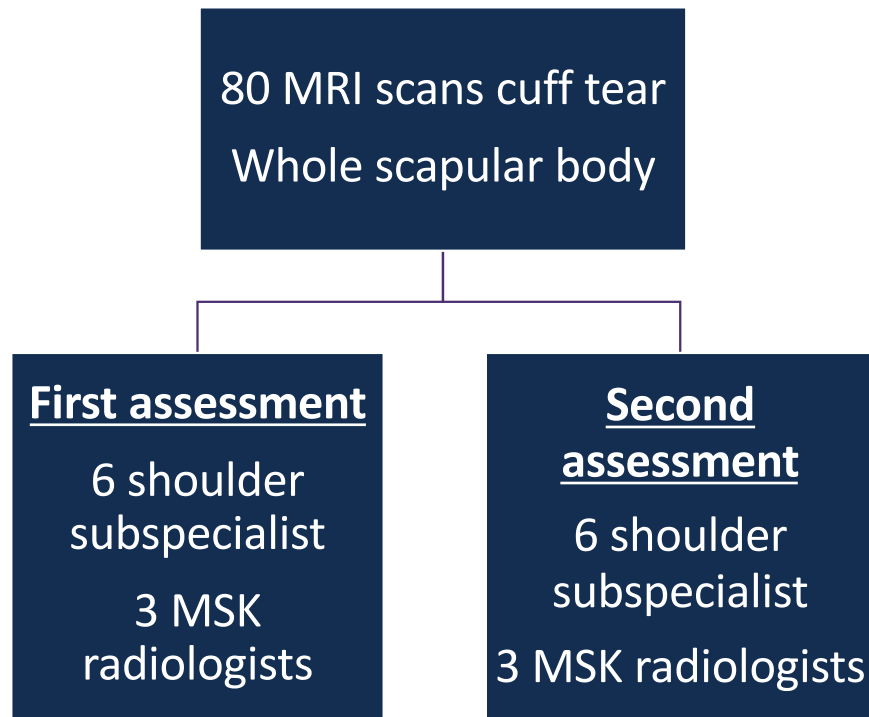 80 MRI scans cuff tear
Whole scapular body
First assessment
6 shoulder
subspecialist
3 MSK
radiologists
Second
assessment
6 shoulder
subspecialist
3 MSK radiologists